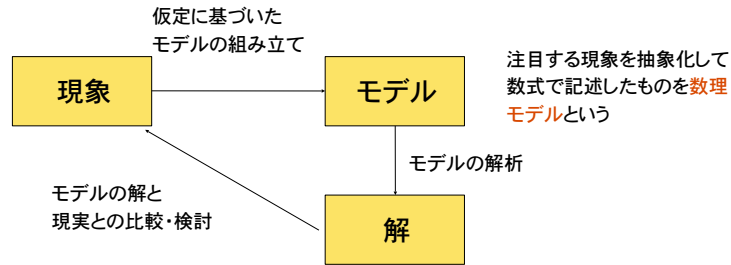 仮定に基づいた
モデルの組み立て
現象
モデル
注目する現象を抽象化して
数式で記述したものを数理
モデルという
モデルの解析
モデルの解と
現実との比較・検討
解